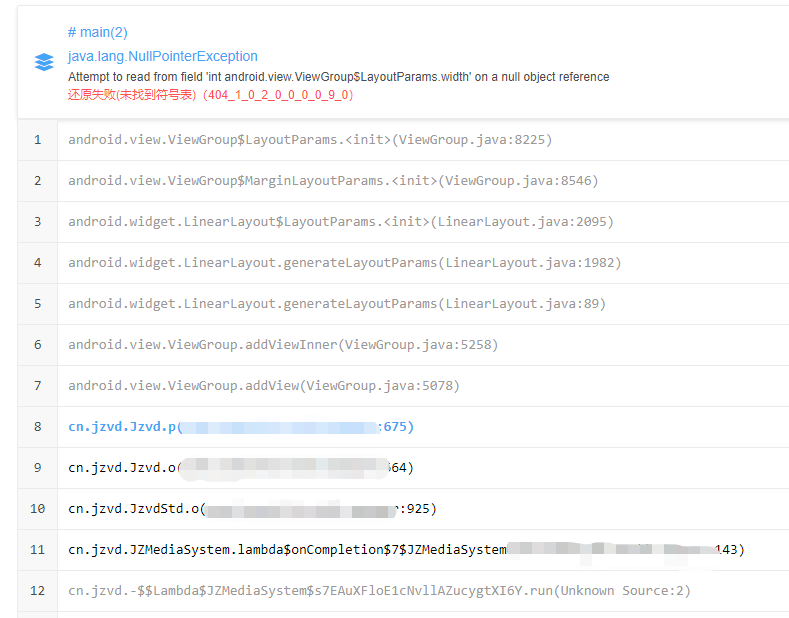 # main(2)
java.lang.NullPointerException
Attempt to read from field 'int android.view.ViewGroup$LayoutParams.width' on a null object reference
还原失败(未找到符号表)（404_1_0_2_0_0_0_0_9_0）
1 android.view.ViewGroup$LayoutParams.<init>(ViewGroup.java:8225)
2 android.view.ViewGroup$MarginLayoutParams.<init>(ViewGroup.java:8546)
3 android.widget.LinearLayout$LayoutParams.<init>(LinearLayout.java:2095)
4 android.widget.LinearLayout.generateLayoutParams(LinearLayout.java:1982)
5 android.widget.LinearLayout.generateLayoutParams(LinearLayout.java:89)
6 android.view.ViewGroup.addViewInner(ViewGroup.java:5258)
7 android.view.ViewGroup.addView(ViewGroup.java:5078)
8 cn.jzvd.Jzvd.p( :675)
9 cn.jzvd.Jzvd.o( 64)
10 cn.jzvd.JzvdStd.o( :925)
11 cn.jzvd.JZMediaSystem.lambda$onCompletion$7$JZMediaSystem 143)
12 cn.jzvd.-$$Lambda$JZMediaSystem$s7EAuXFloE1cNvllAZucygtXI6Y.run(Unknown Source:2)